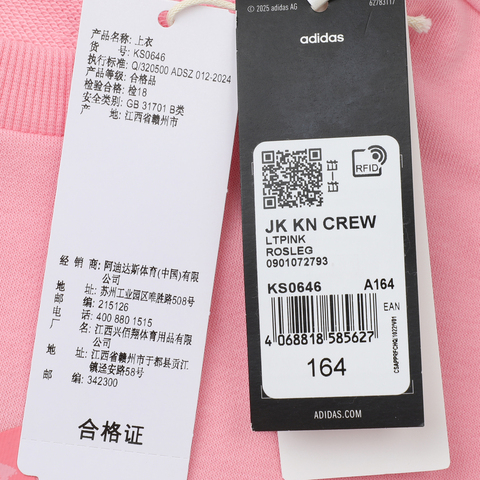 产品名称: 上衣
货 号: KS0646
执行标准: Q/320500 ADSZ 012-2024
产品等级: 合格品
检验合格: 检18
安全类别: GB 31701 B类
产 地: 江西省赣州市
经 销 商: 阿迪达斯体育(中国)有限
公司
地 址: 苏州工业园区唯胜路508号
邮 编: 215126
电 话: 400 880 1515
厂 名: 江西兴佰翔体育用品有限
公司
厂 址: 江西省赣州市于都县贡江
镇迳安路58号
邮 编: 342300
合格证
© 2025 adidas AG
62783117
adidas
RFID
JK KN CREW
LTPINK
ROSLEG
0901072793
KS0646 A164
EAN
4 068818 585627
164
ADIDAS.COM